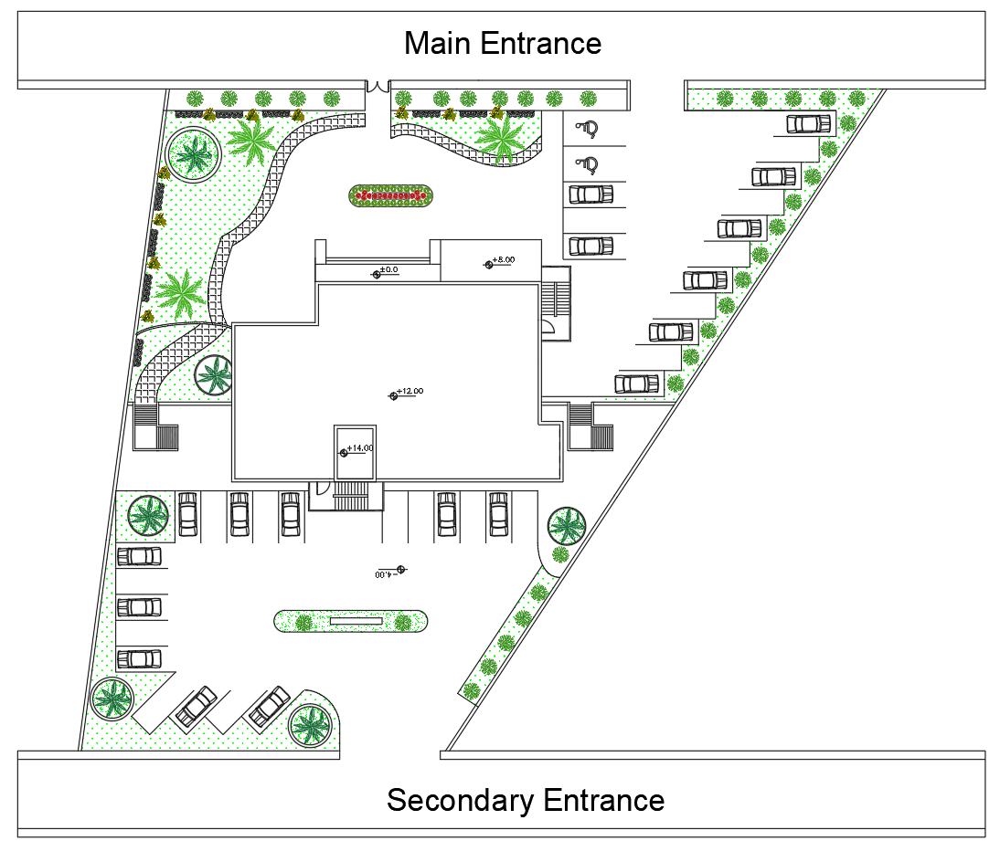 Main Entrance
±0.0
+8.00
+12.00
+14.00
-4.00
Secondary Entrance